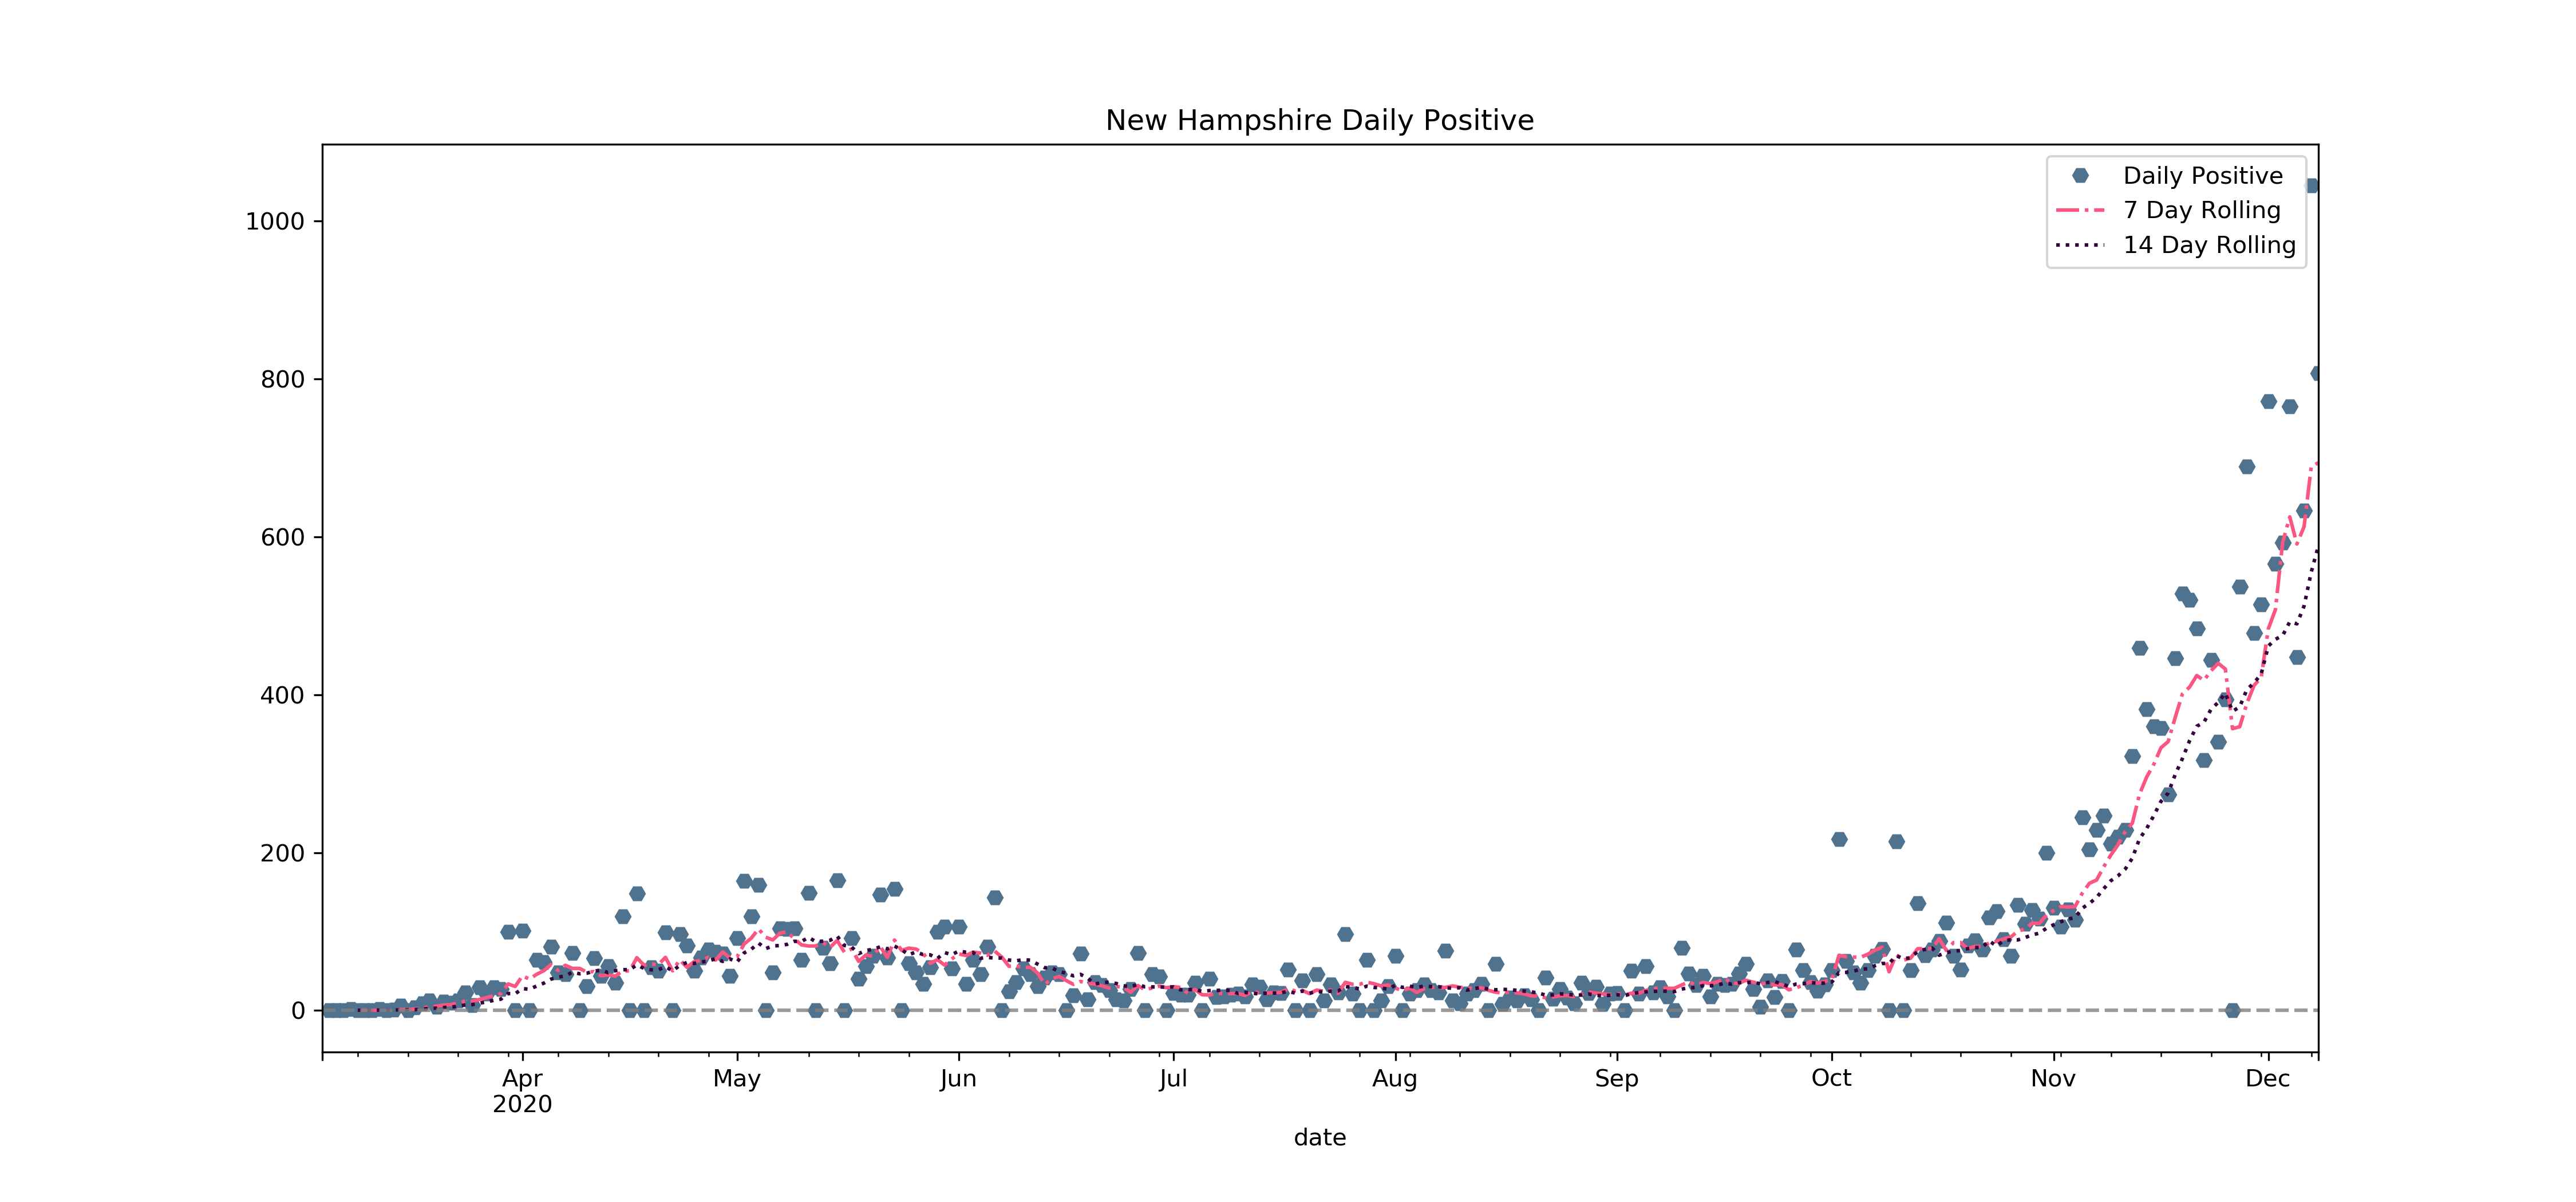 New Hampshire Daily Positive
Daily Positive
7 Day Rolling
14 Day Rolling
1000
800
600
400
200
0
Apr May Jun Jul Aug Sep Oct Nov Dec
2020
date